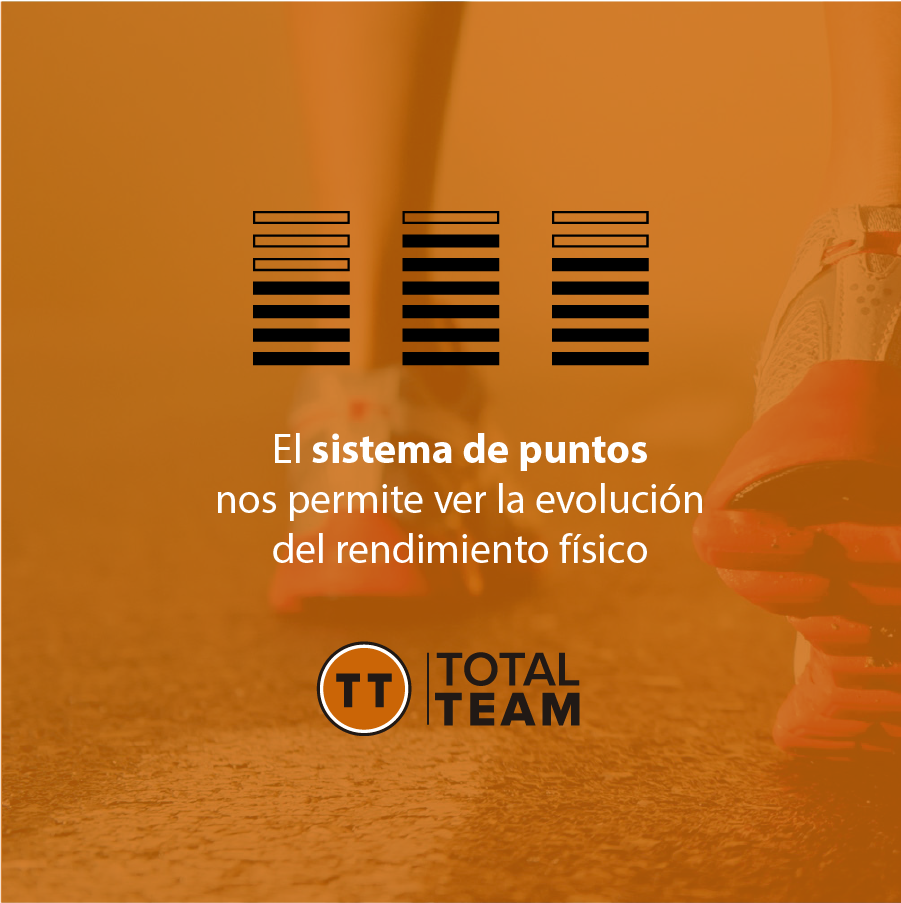 El sistema de puntos
nos permite ver la evolución
del rendimiento físico
TT
TOTAL
TEAM